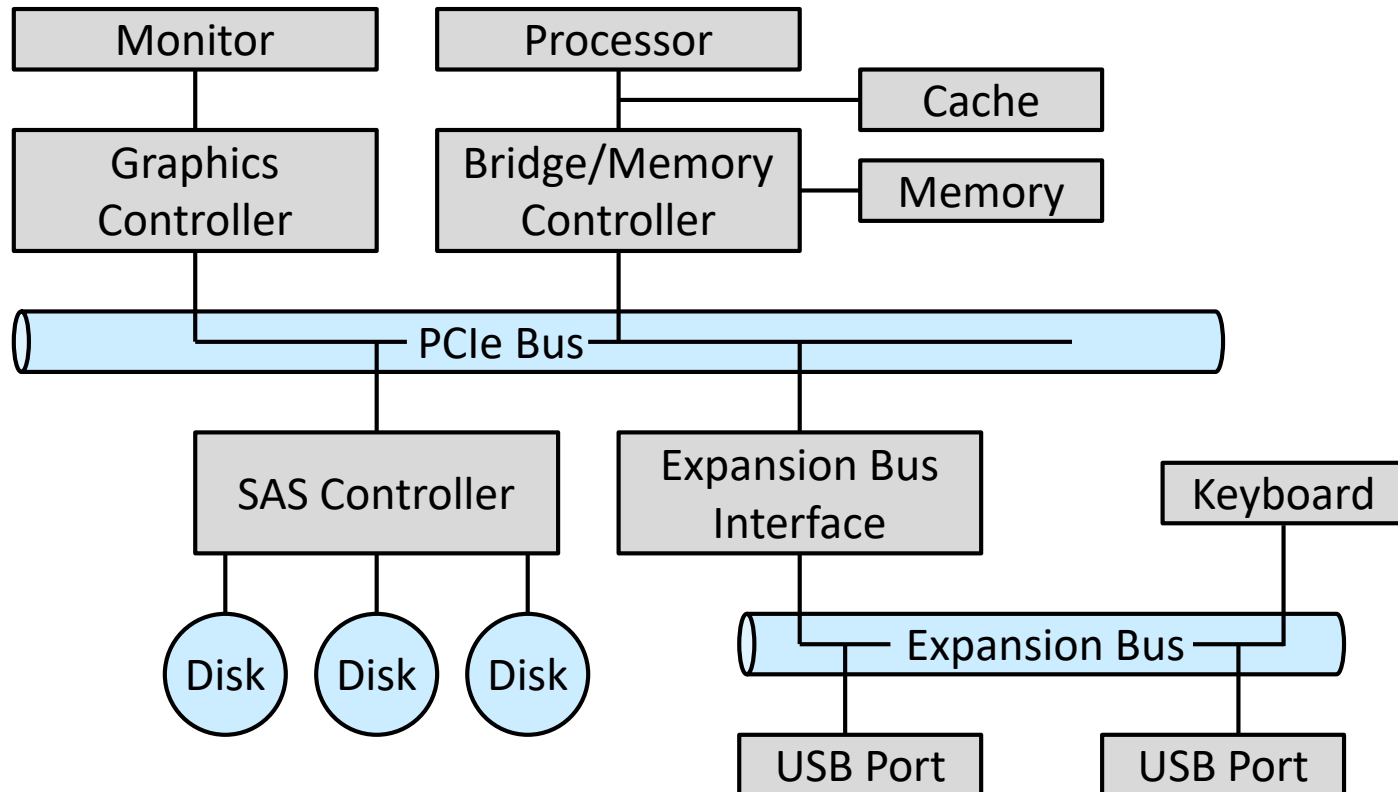 Monitor
Processor
Cache
Graphics
Controller
Bridge/Memory
Controller
Memory
PCIe Bus
SAS Controller
Expansion Bus
Interface
Keyboard
Disk
Disk
Disk
Expansion Bus
USB Port
USB Port